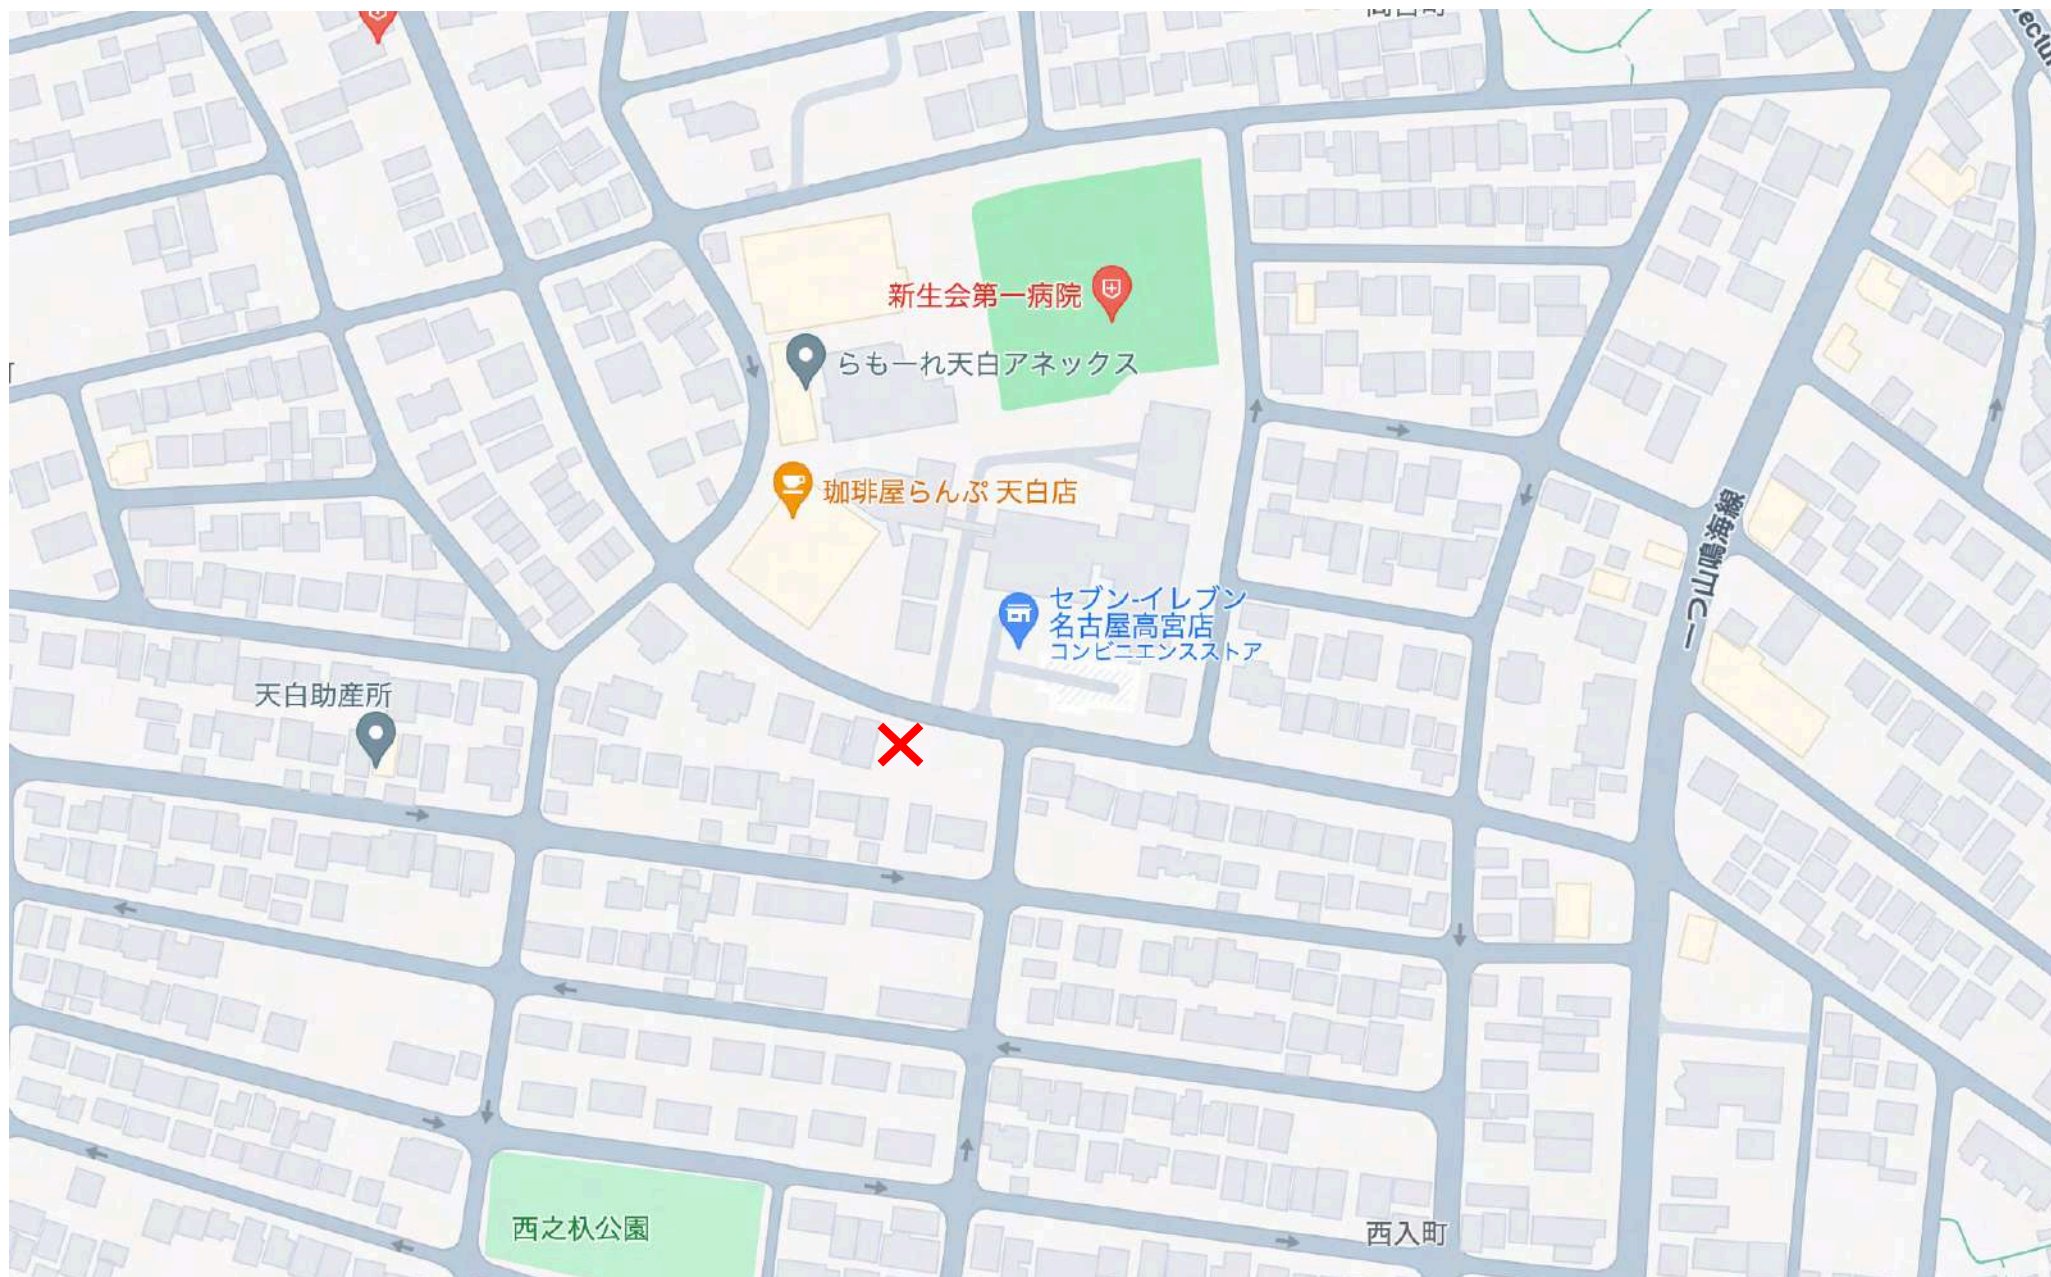 新生会第一病院
らもーれ天白アネックス
珈琲屋らんぷ 天白店
一つ山鳴海線
セブン-イレブン
名古屋高宮店
コンビニエンスストア
天白助産所
西之杁公園
西入町